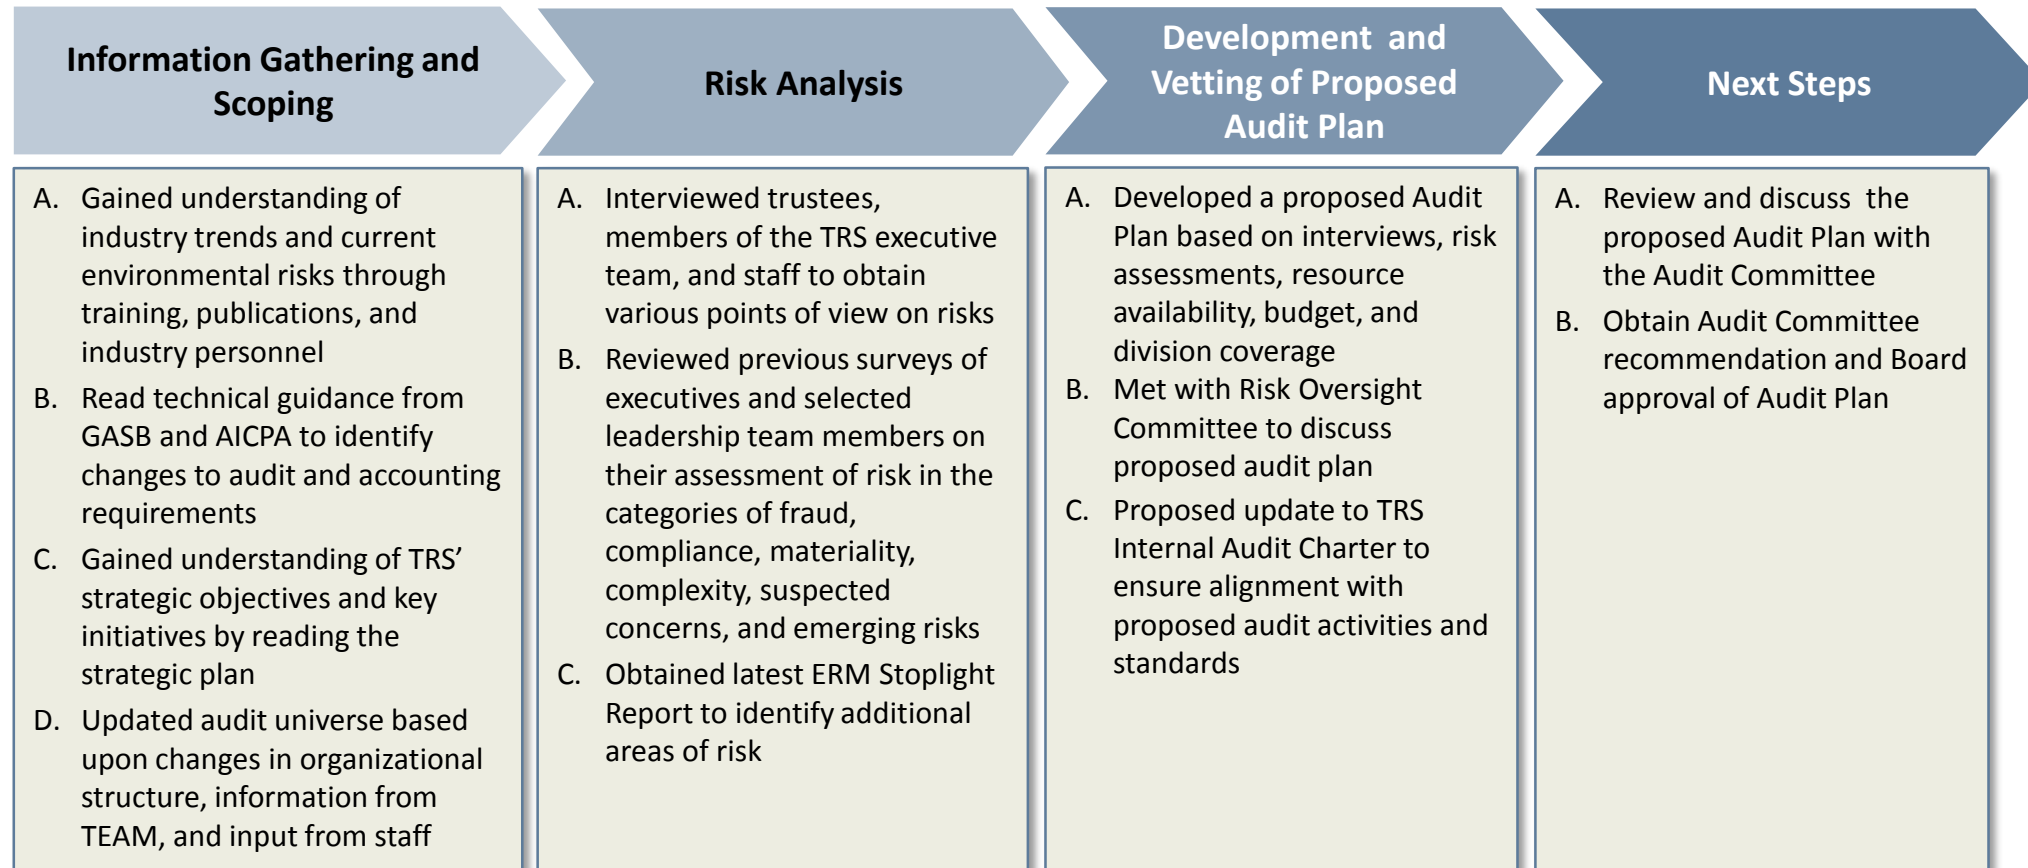 Information Gathering and
Scoping
A. Gained understanding of
industry trends and current
environmental risks through
training, publications, and
industry personnel
B. Read technical guidance from
GASB and AICPA to identify
changes to audit and accounting
requirements
C. Gained understanding of TRS’
strategic objectives and key
initiatives by reading the
strategic plan
D. Updated audit universe based
upon changes in organizational
structure, information from
TEAM, and input from staff
Risk Analysis
A. Interviewed trustees,
members of the TRS executive
team, and staff to obtain
various points of view on risks
B. Reviewed previous surveys of
executives and selected
leadership team members on
their assessment of risk in the
categories of fraud,
compliance, materiality,
complexity, suspected
concerns, and emerging risks
C. Obtained latest ERM Stoplight
Report to identify additional
areas of risk
Development and
Vetting of Proposed
Audit Plan
A. Developed a proposed Audit
Plan based on interviews, risk
assessments, resource
availability, budget, and
division coverage
B. Met with Risk Oversight
Committee to discuss
proposed audit plan
C. Proposed update to TRS
Internal Audit Charter to
ensure alignment with
proposed audit activities and
standards
Next Steps
A. Review and discuss the
proposed Audit Plan with
the Audit Committee
B. Obtain Audit Committee
recommendation and Board
approval of Audit Plan